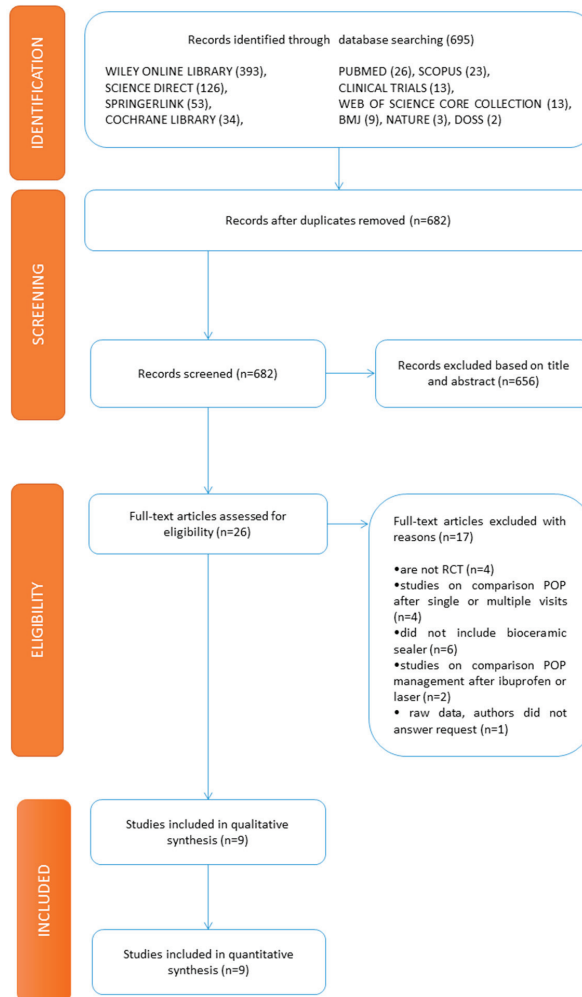 IDENTIFICATION
Records identified through database searching (695)
WILEY ONLINE LIBRARY (393),
SCIENCE DIRECT (126),
SPRINGERLINK (53),
COCHRANE LIBRARY (34),
PUBMED (26), SCOPUS (23),
CLINICAL TRIALS (13),
WEB OF SCIENCE CORE COLLECTION (13),
BMJ (9), NATURE (3), DOSS (2)
SCREENING
Records after duplicates removed (n=682)
Records screened (n=682)
Records excluded based on title
and abstract (n=656)
ELIGIBILITY
Full-text articles assessed for
eligibility (n=26)
Full-text articles excluded with
reasons (n=17)
•are not RCT (n=4)
•studies on comparison POP
after single or multiple visits
(n=4)
•did not include bioceramic
sealer (n=6)
•studies on comparison POP
management after ibuprofen or
laser (n=2)
• raw data, authors did not
answer request (n=1)
INCLUDED
Studies included in qualitative
synthesis (n=9)
Studies included in quantitative
synthesis (n=9)